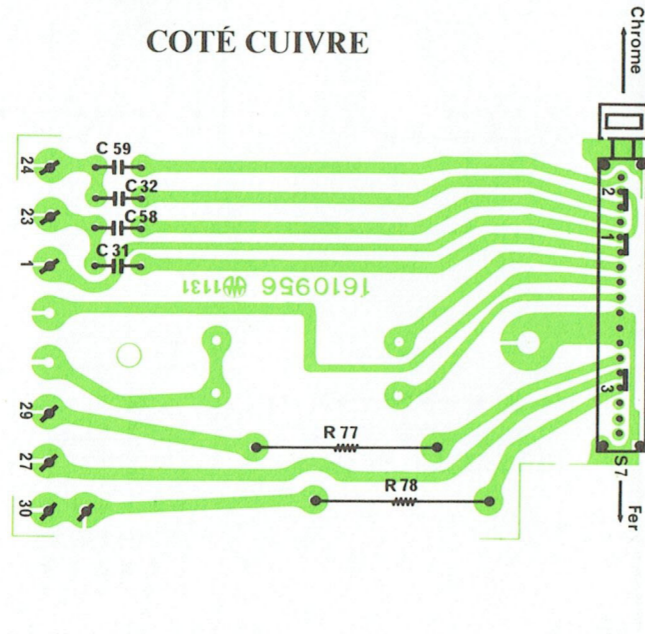 COTÉ CUIVRE
Chrome
C 59
24
C 32
2
23
C 58
1
C 31
1
1610956 1131
29
3
R 77
27
S7
R 78
30
Fer